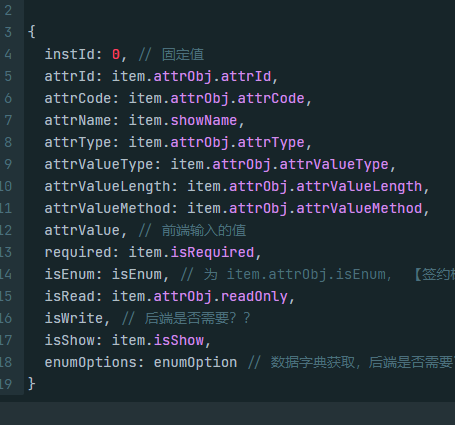 2
3 {
4 instId: 0, // 固定值
5 attrId: item.attrObj.attrId,
6 attrCode: item.attrObj.attrCode,
7 attrName: item.showName,
8 attrType: item.attrObj.attrType,
9 attrValueType: item.attrObj.attrValueType,
10 attrValueLength: item.attrObj.attrValueLength,
11 attrValueMethod: item.attrObj.attrValueMethod,
12 attrValue, // 前端输入的值
13 required: item.isRequired,
14 isEnum: isEnum, // 为 item.attrObj.isEnum, 【签约
15 isRead: item.attrObj.readOnly,
16 isWrite, // 后端是否需要？？
17 isShow: item.isShow,
18 enumOptions: enumOption // 数据字典获取，后端是否需要
19 }